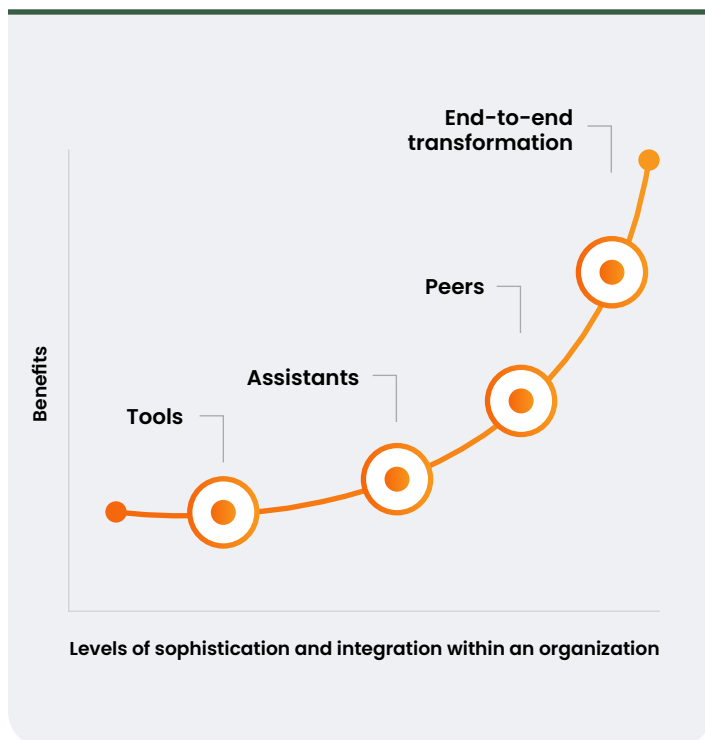 End-to-end
transformation
Peers
Assistants
Tools
Benefits
Levels of sophistication and integration within an organization